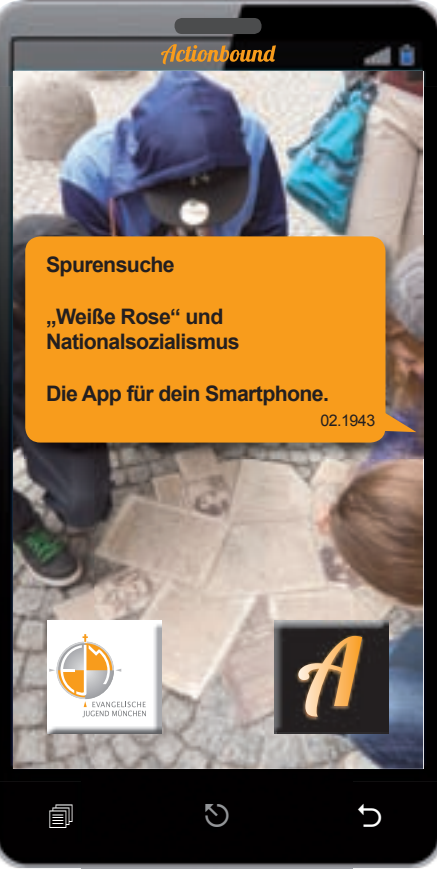 Actionbound
Spurensuche
„Weiße Rose“ und
Nationalsozialismus
Die App für dein Smartphone.
02.1943
EVANGELISCHE
JUGEND MÜNCHEN
A